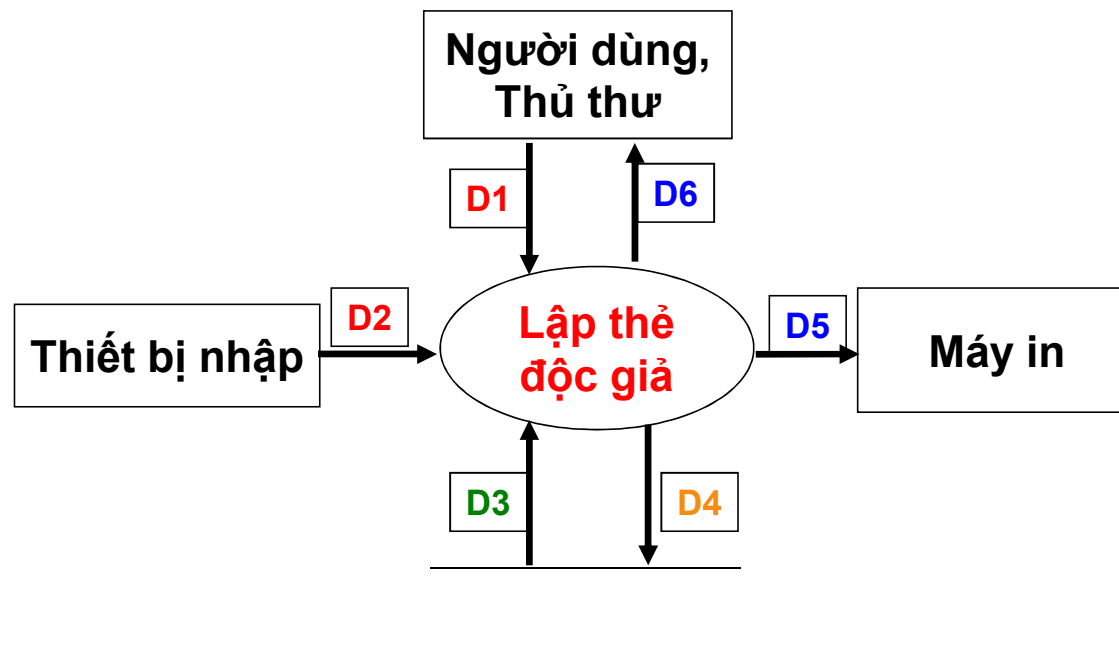 Người dùng,
Thủ thư
D1
D6
D2
Lập thẻ
độc giả
D5
Thiết bị nhập
Máy in
D3
D4